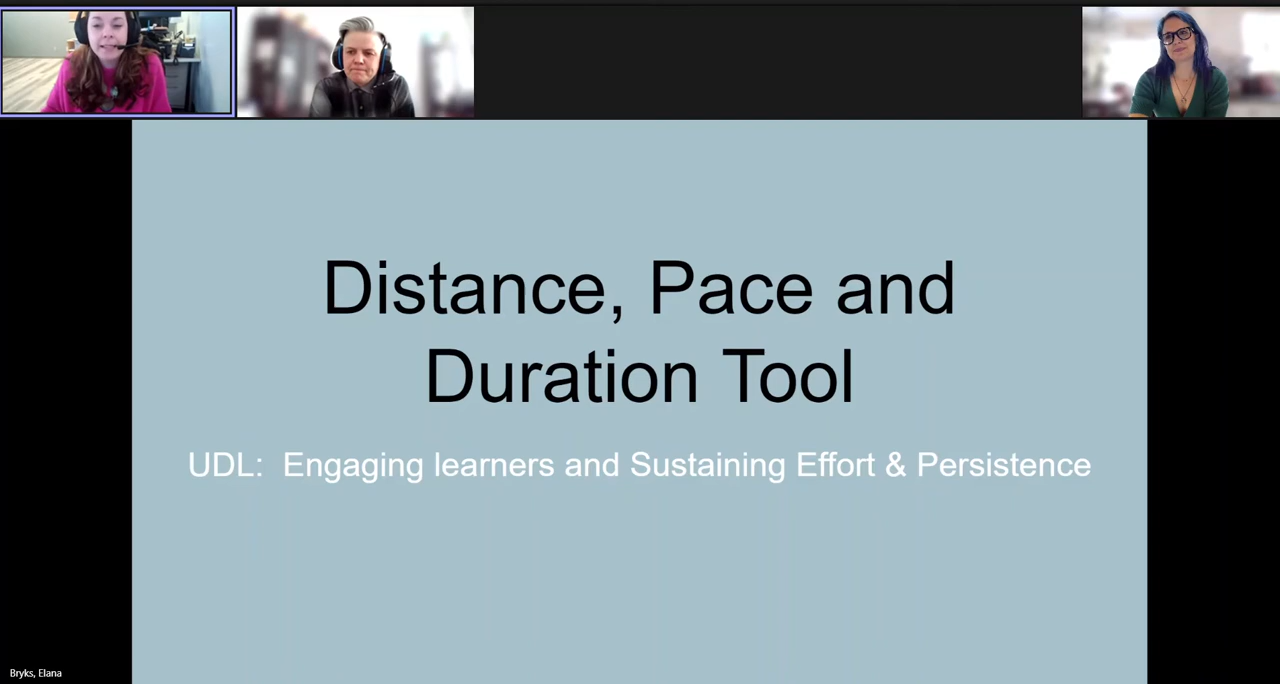 Distance, Pace and
Duration Tool
UDL: Engaging learners and Sustaining Effort & Persistence
Bryks, Elana